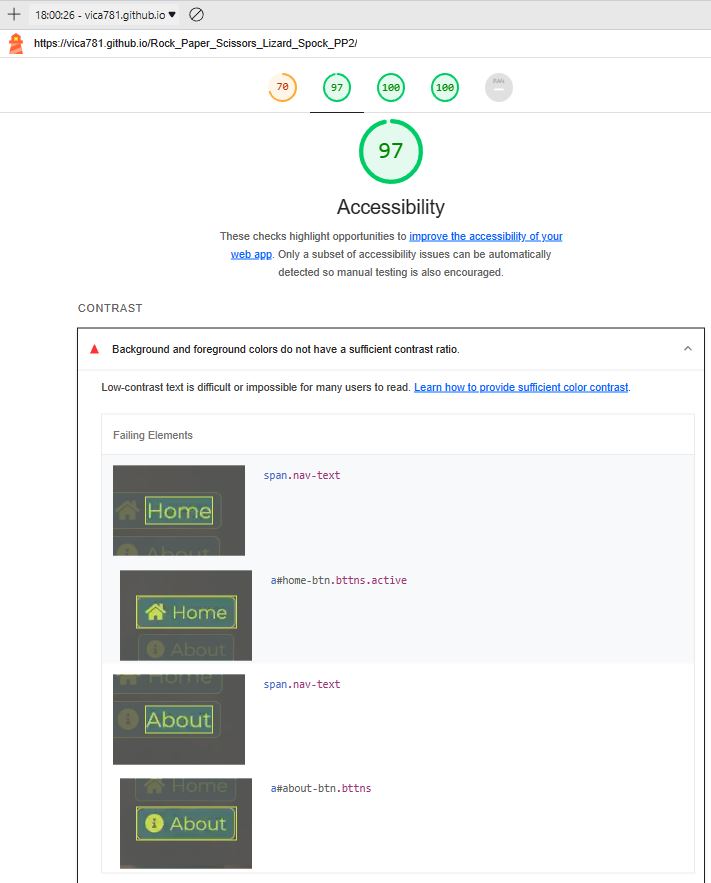 18:00:26 - vica781.github.io
https://vica781.github.io/Rock_Paper_Scissors_Lizard_Spock_PP2/
70
97
100
100
97
Accessibility
These checks highlight opportunities to improve the accessibility of your
web app. Only a subset of accessibility issues can be automatically
detected so manual testing is also encouraged.
CONTRAST
Background and foreground colors do not have a sufficient contrast ratio.
Low-contrast text is difficult or impossible for many users to read. Learn how to provide sufficient color contrast.
Failing Elements
Home
About
span.nav-text
Home
About
a#home-btn.bttns.active
Home
About
span.nav-text
Home
About
a#about-btn.bttns